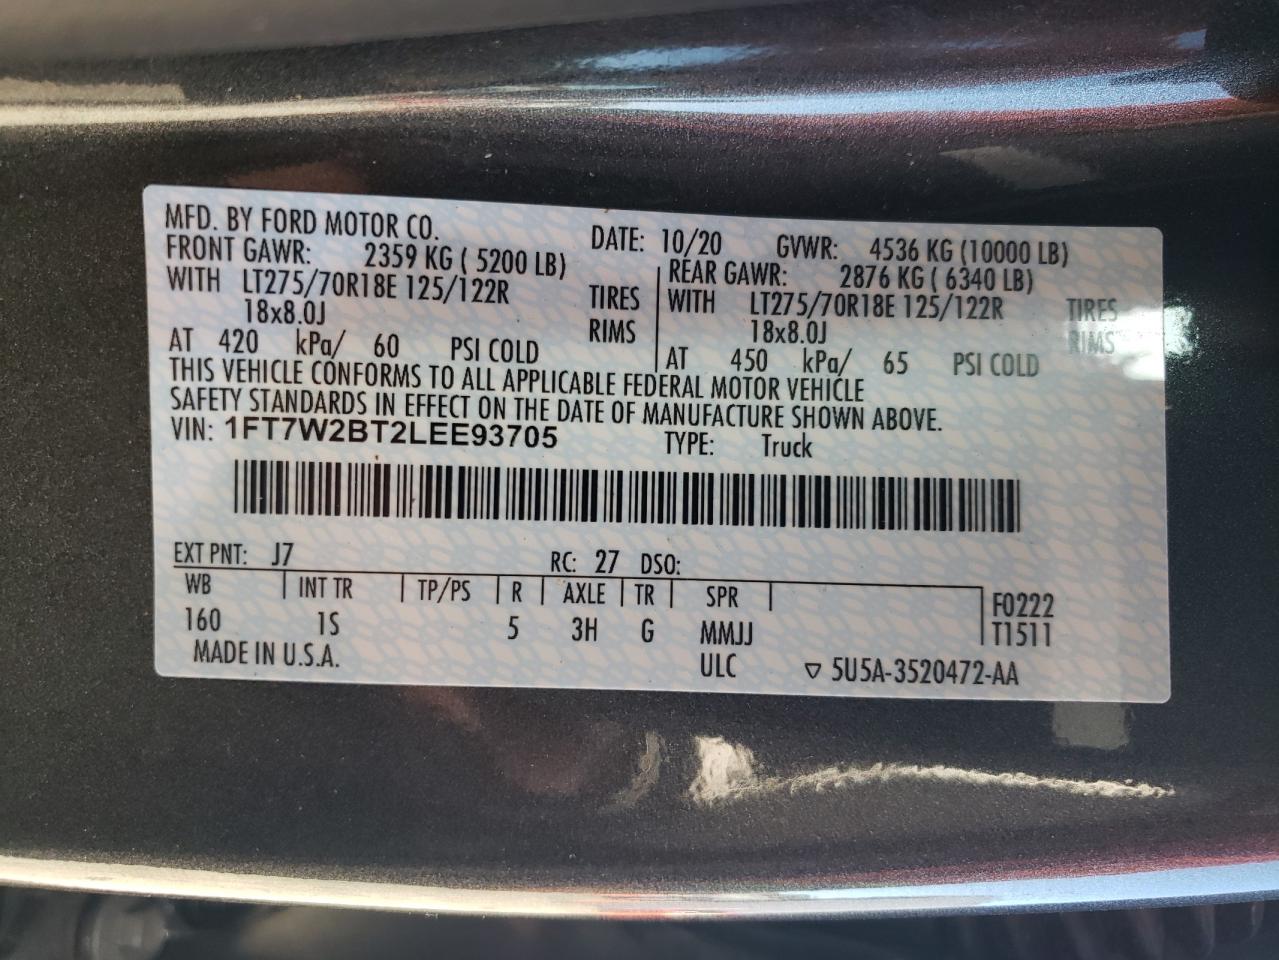 MFD. BY FORD MOTOR CO.
DATE: 10/20 GVWR: 4536 KG (10000 LB)
FRONT GAWR: 2359 KG ( 5200 LB)
WITH LT275/70R18E 125/122R TIRES
18x8.0J RIMS
AT 420 kPa/ 60 PSI COLD
REAR GAWR: 2876 KG ( 6340 LB)
WITH LT275/70R18E 125/122R TIRES
18x8.0J RIMS
AT 450 kPa/ 65 PSI COLD
THIS VEHICLE CONFORMS TO ALL APPLICABLE FEDERAL MOTOR VEHICLE
SAFETY STANDARDS IN EFFECT ON THE DATE OF MANUFACTURE SHOWN ABOVE.
VIN: 1FT7W2BT2LEE93705 TYPE: Truck
EXT PNT: J7 RC: 27 DSO:
WB INT TR TP/PS R AXLE TR SPR F0222
160 1S 5 3H G MMJJ T1511
MADE IN U.S.A. ULC ▽ 5U5A-3520472-AA